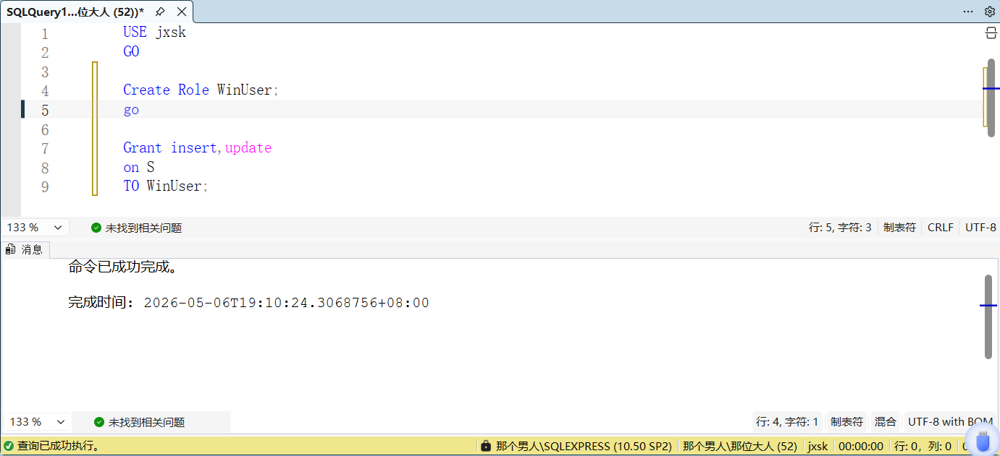 SQLQuery1...位大人 (52))*
1 USE jxsk
2 GO
3
4 Create Role WinUser;
5 go
6
7 Grant insert,update
8 on S
9 TO WinUser;
133 % 未找到相关问题 行: 5, 字符: 3 制表符 CRLF UTF-8
消息
命令已成功完成。
完成时间: 2026-05-06T19:10:24.3068756+08:00
133 % 未找到相关问题 行: 4, 字符: 1 制表符 混合 UTF-8 with BOM
查询已成功执行。 那个男人\SQLEXPRESS (10.50 SP2) 那个男人\那位大人 (52) jxsk 00:00:00 行: 0, 列: 0